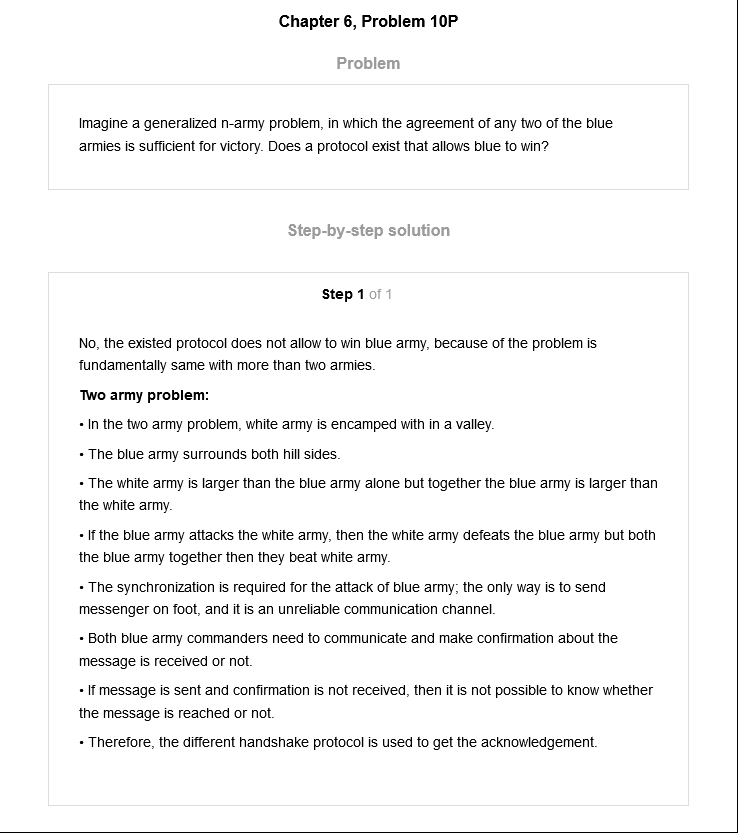 Chapter 6, Problem 10P
Problem
Imagine a generalized n-army problem, in which the agreement of any two of the blue
armies is sufficient for victory. Does a protocol exist that allows blue to win?
Step-by-step solution
Step 1 of 1
No, the existed protocol does not allow to win blue army, because of the problem is
fundamentally same with more than two armies.
Two army problem:
• In the two army problem, white army is encamped with in a valley.
• The blue army surrounds both hill sides.
• The white army is larger than the blue army alone but together the blue army is larger than
the white army.
• If the blue army attacks the white army, then the white army defeats the blue army but both
the blue army together then they beat white army.
• The synchronization is required for the attack of blue army; the only way is to send
messenger on foot, and it is an unreliable communication channel.
• Both blue army commanders need to communicate and make confirmation about the
message is received or not.
• If message is sent and confirmation is not received, then it is not possible to know whether
the message is reached or not.
• Therefore, the different handshake protocol is used to get the acknowledgement.